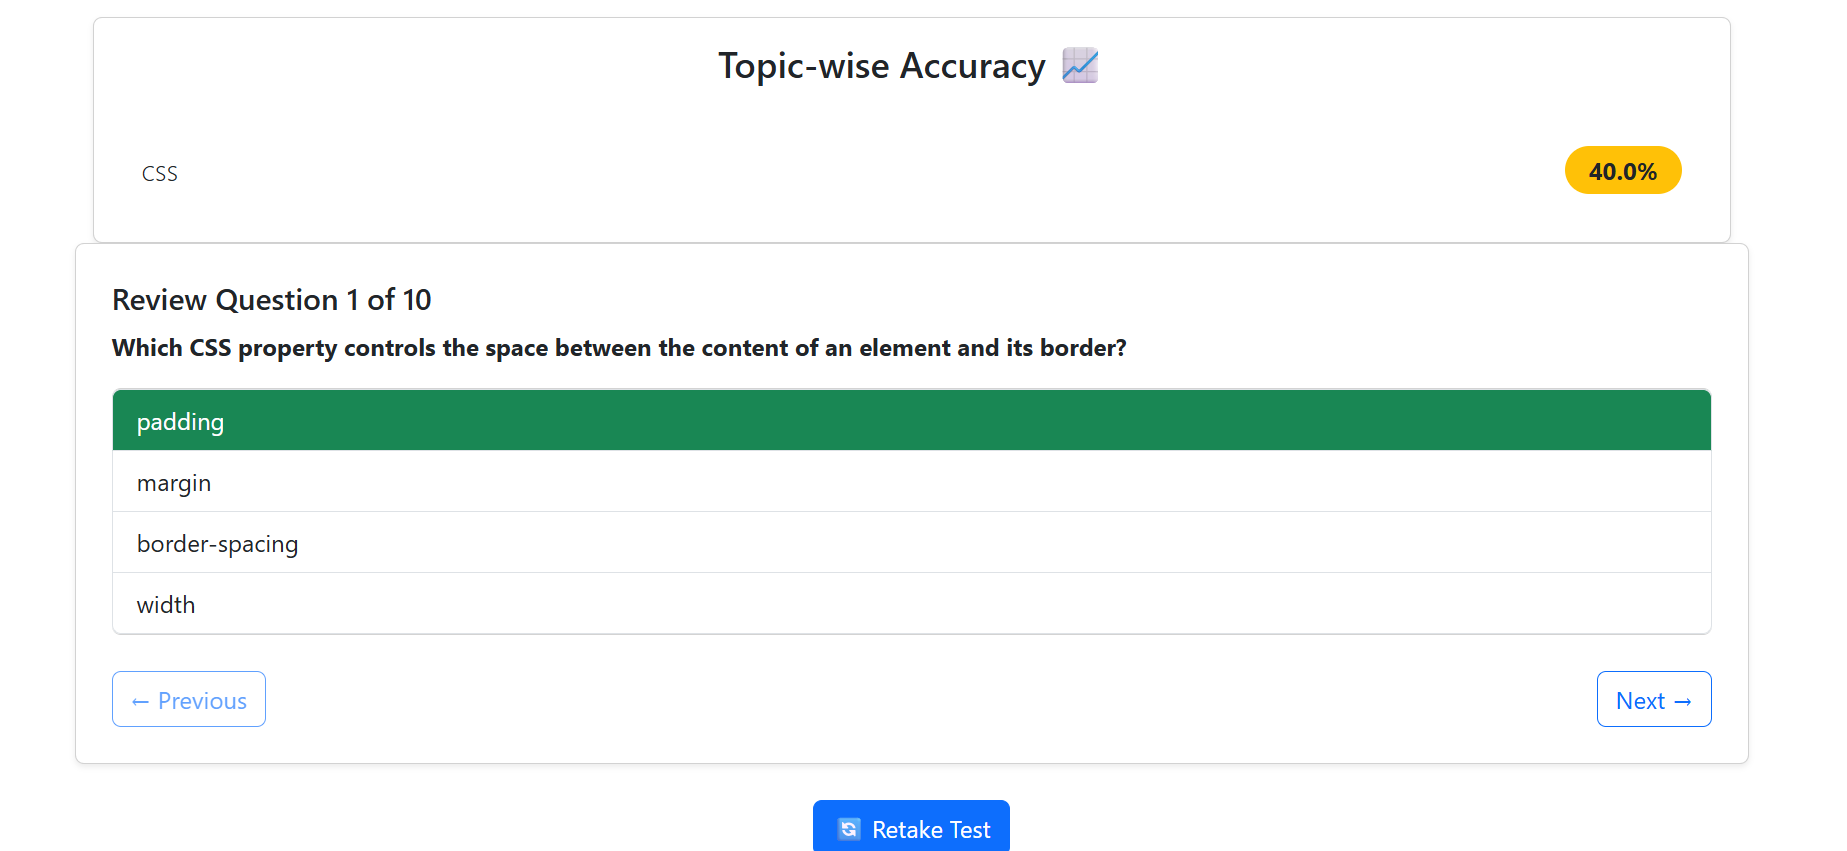 Topic-wise Accuracy
CSS
40.0%
Review Question 1 of 10
Which CSS property controls the space between the content of an element and its border?
padding
margin
border-spacing
width
← Previous
Next →
Retake Test